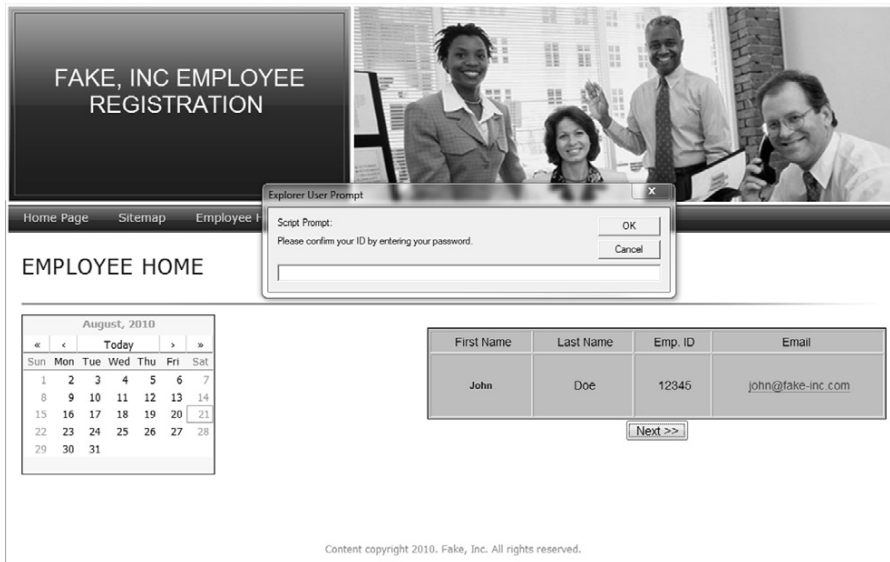 FAKE, INC EMPLOYEE
REGISTRATION
Explorer User Prompt
X
Home Page Sitemap Employee H
Script Prompt:
Please confirm your ID by entering your password.
OK
Cancel
EMPLOYEE HOME
August, 2010
« ‹ Today › »
Sun Mon Tue Wed Thu Fri Sat
1 2 3 4 5 6 7
8 9 10 11 12 13 14
15 16 17 18 19 20 21
22 23 24 25 26 27 28
29 30 31
First Name Last Name Emp. ID Email
John Doe 12345 john@fake-inc.com
Next >>
Content copyright 2010. Fake, Inc. All rights reserved.